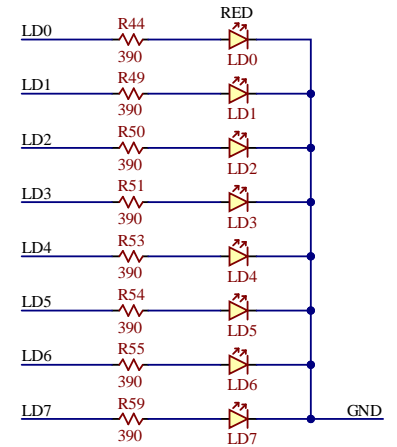 RED
LD0 R44
390 LD0
LD1 R49
390 LD1
LD2 R50
390 LD2
LD3 R51
390 LD3
LD4 R53
390 LD4
LD5 R54
390 LD5
LD6 R55
390 LD6
LD7 R59 GND
390 LD7